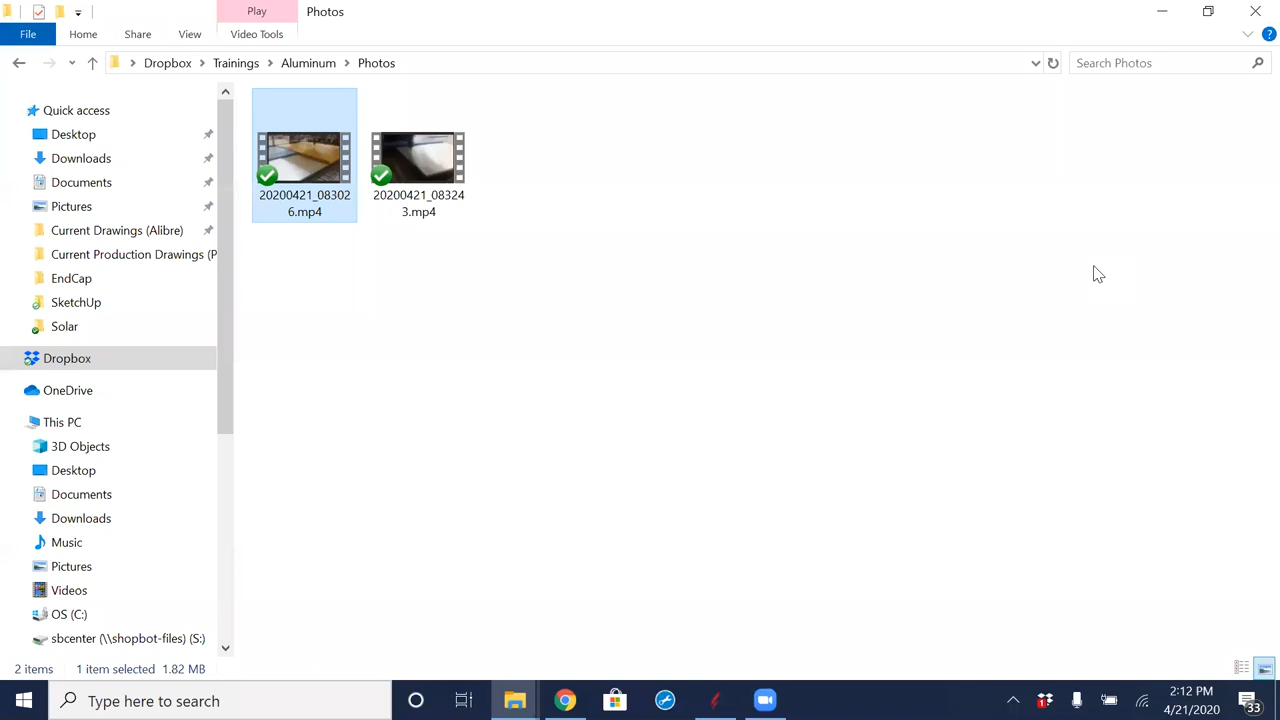 Play
Photos
File
Home
Share
View
Video Tools
Dropbox
Trainings
Aluminum
Photos
Search Photos
Quick access
Desktop
Downloads
Documents
Pictures
Current Drawings (Alibre)
Current Production Drawings (P
EndCap
SketchUp
Solar
Dropbox
OneDrive
This PC
3D Objects
Desktop
Documents
Downloads
Music
Pictures
Videos
OS (C:)
sbcenter (\\shopbot-files) (S:)
20200421_08302
6.mp4
20200421_08324
3.mp4
2 items
1 item selected 1.82 MB
Type here to search
2:12 PM
4/21/2020
33